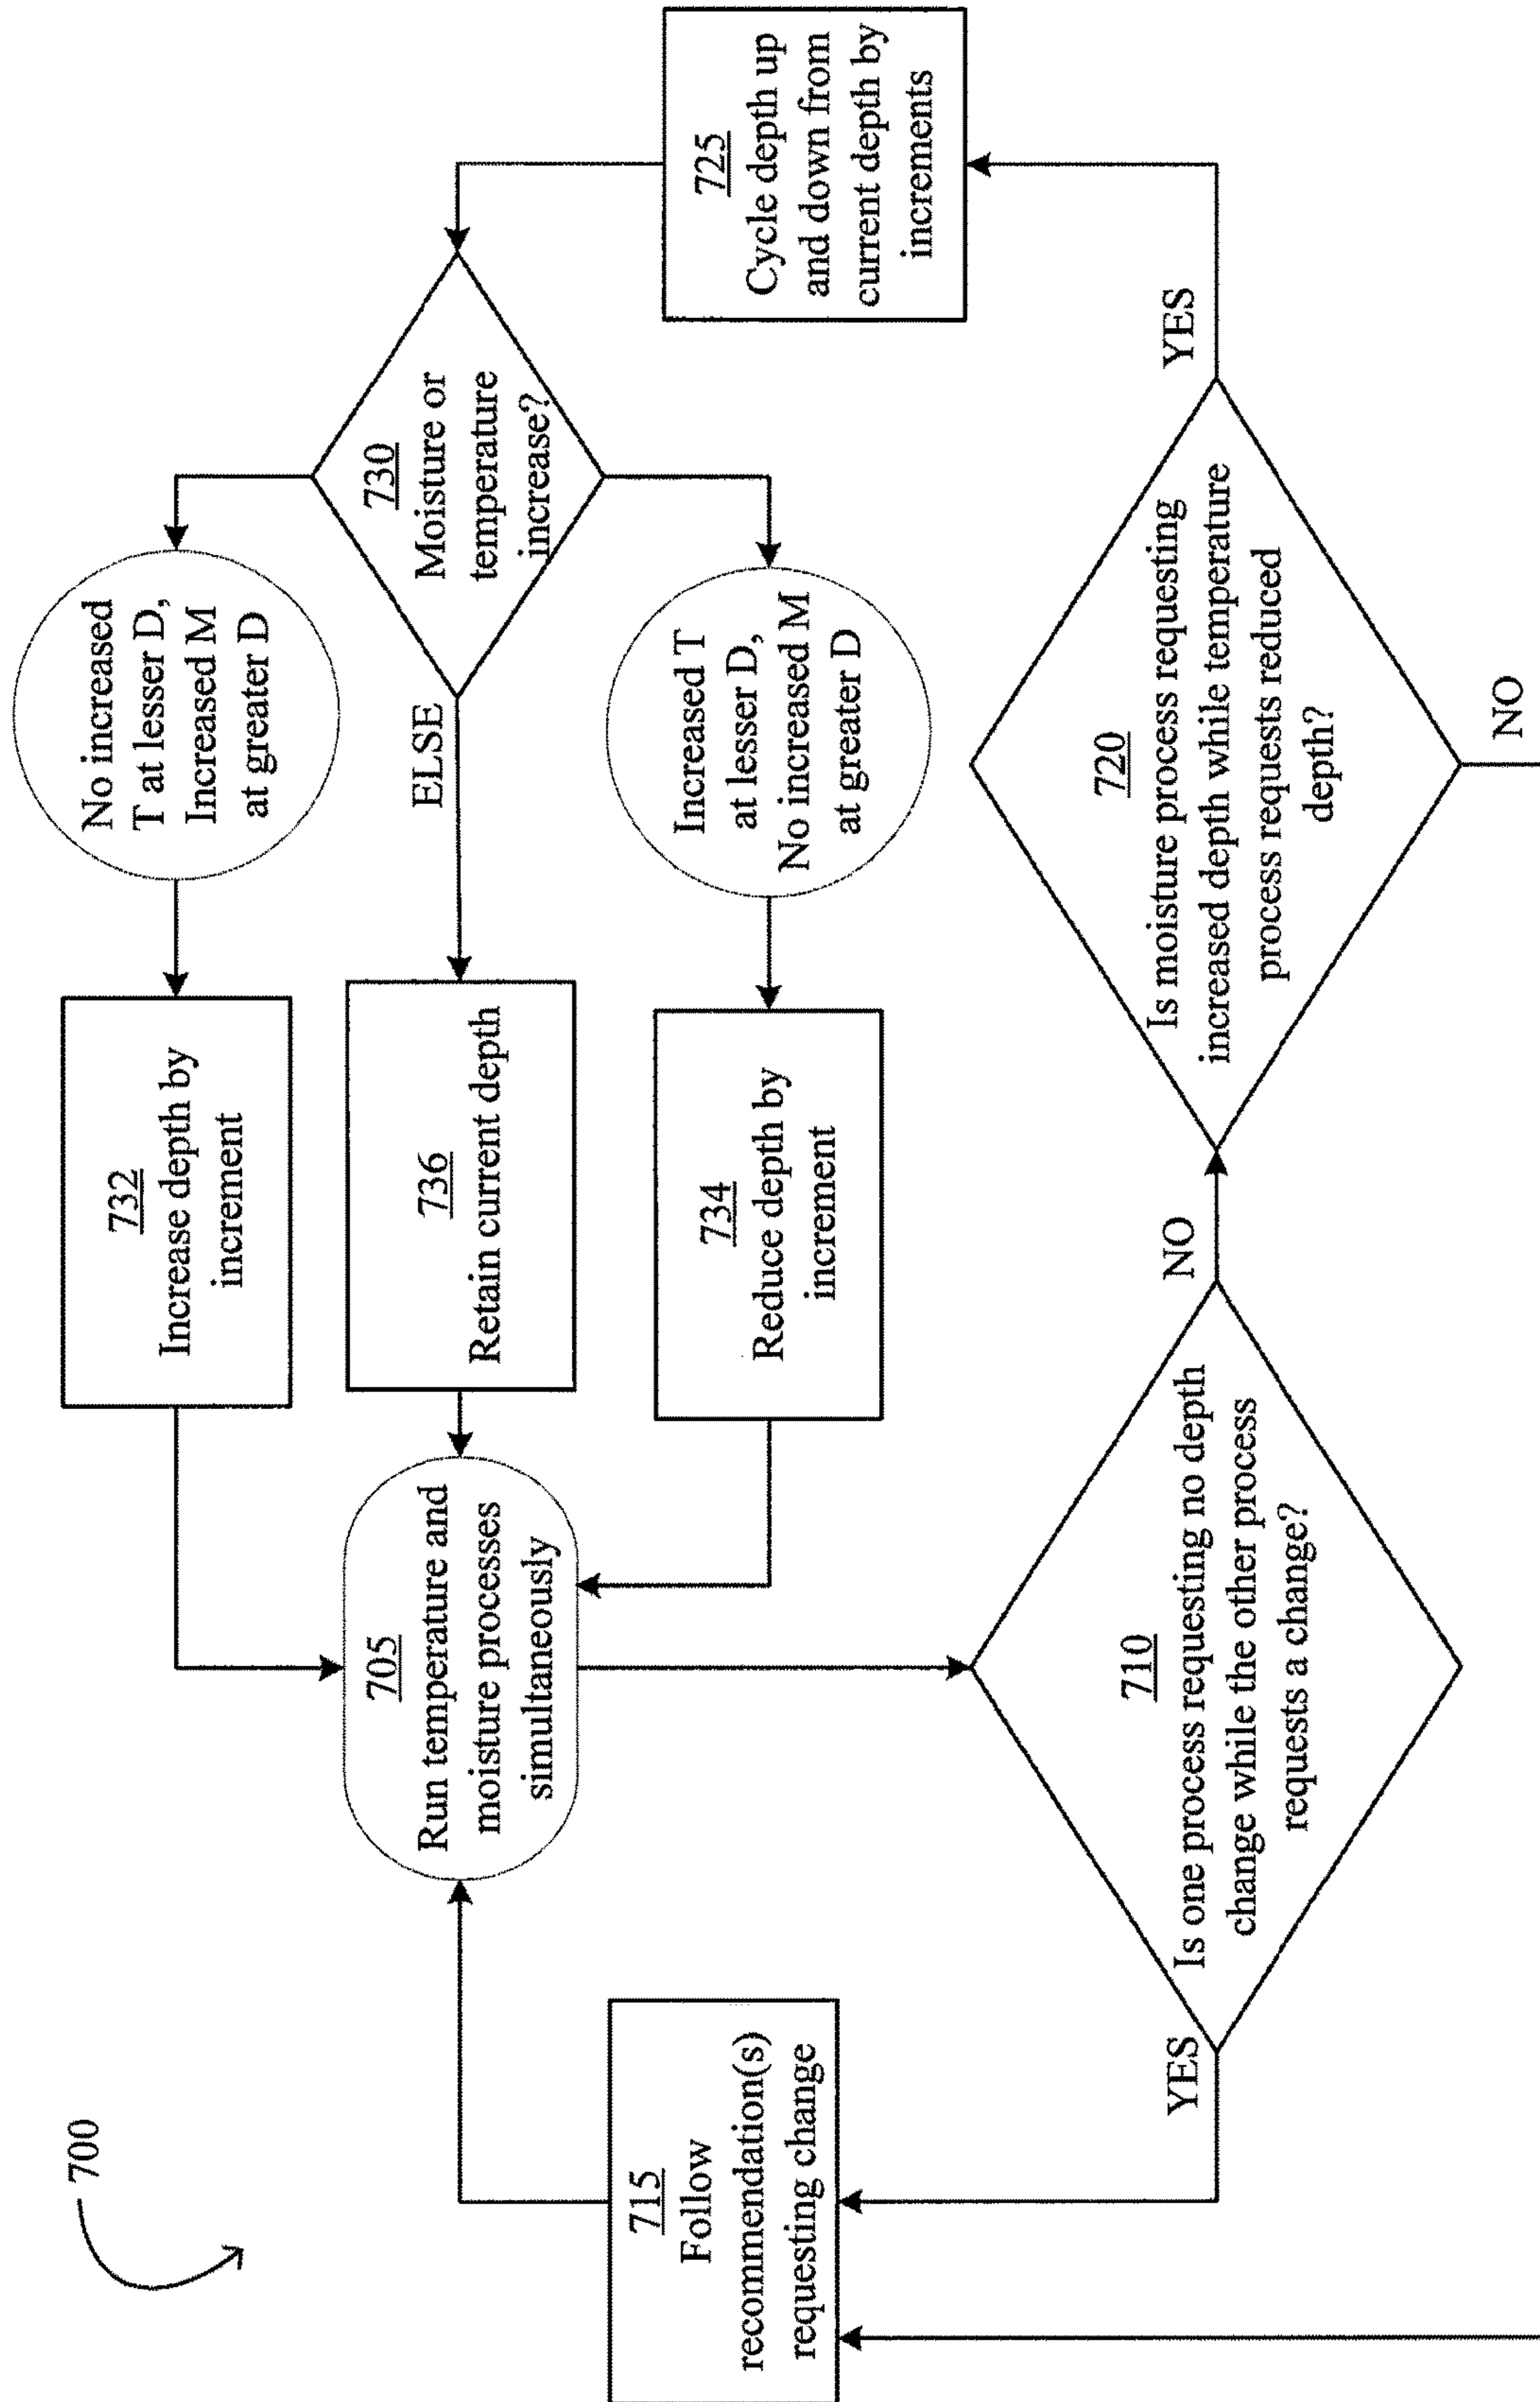 700
No increased
T at lesser D,
Increased M
at greater D
732
Increase depth by
increment
705
Run temperature and
moisture processes
simultaneously
736
Retain current depth
ELSE
730
Moisture or
temperature
increase?
715
Follow
recommendation(s)
requesting change
734
Reduce depth by
increment
Increased T
at lesser D,
No increased M
at greater D
725
Cycle depth up
and down from
current depth by
increments
YES
710
Is one process requesting no depth
change while the other process
requests a change?
NO
720
Is moisture process requesting
increased depth while temperature
process requests reduced
depth?
YES
NO